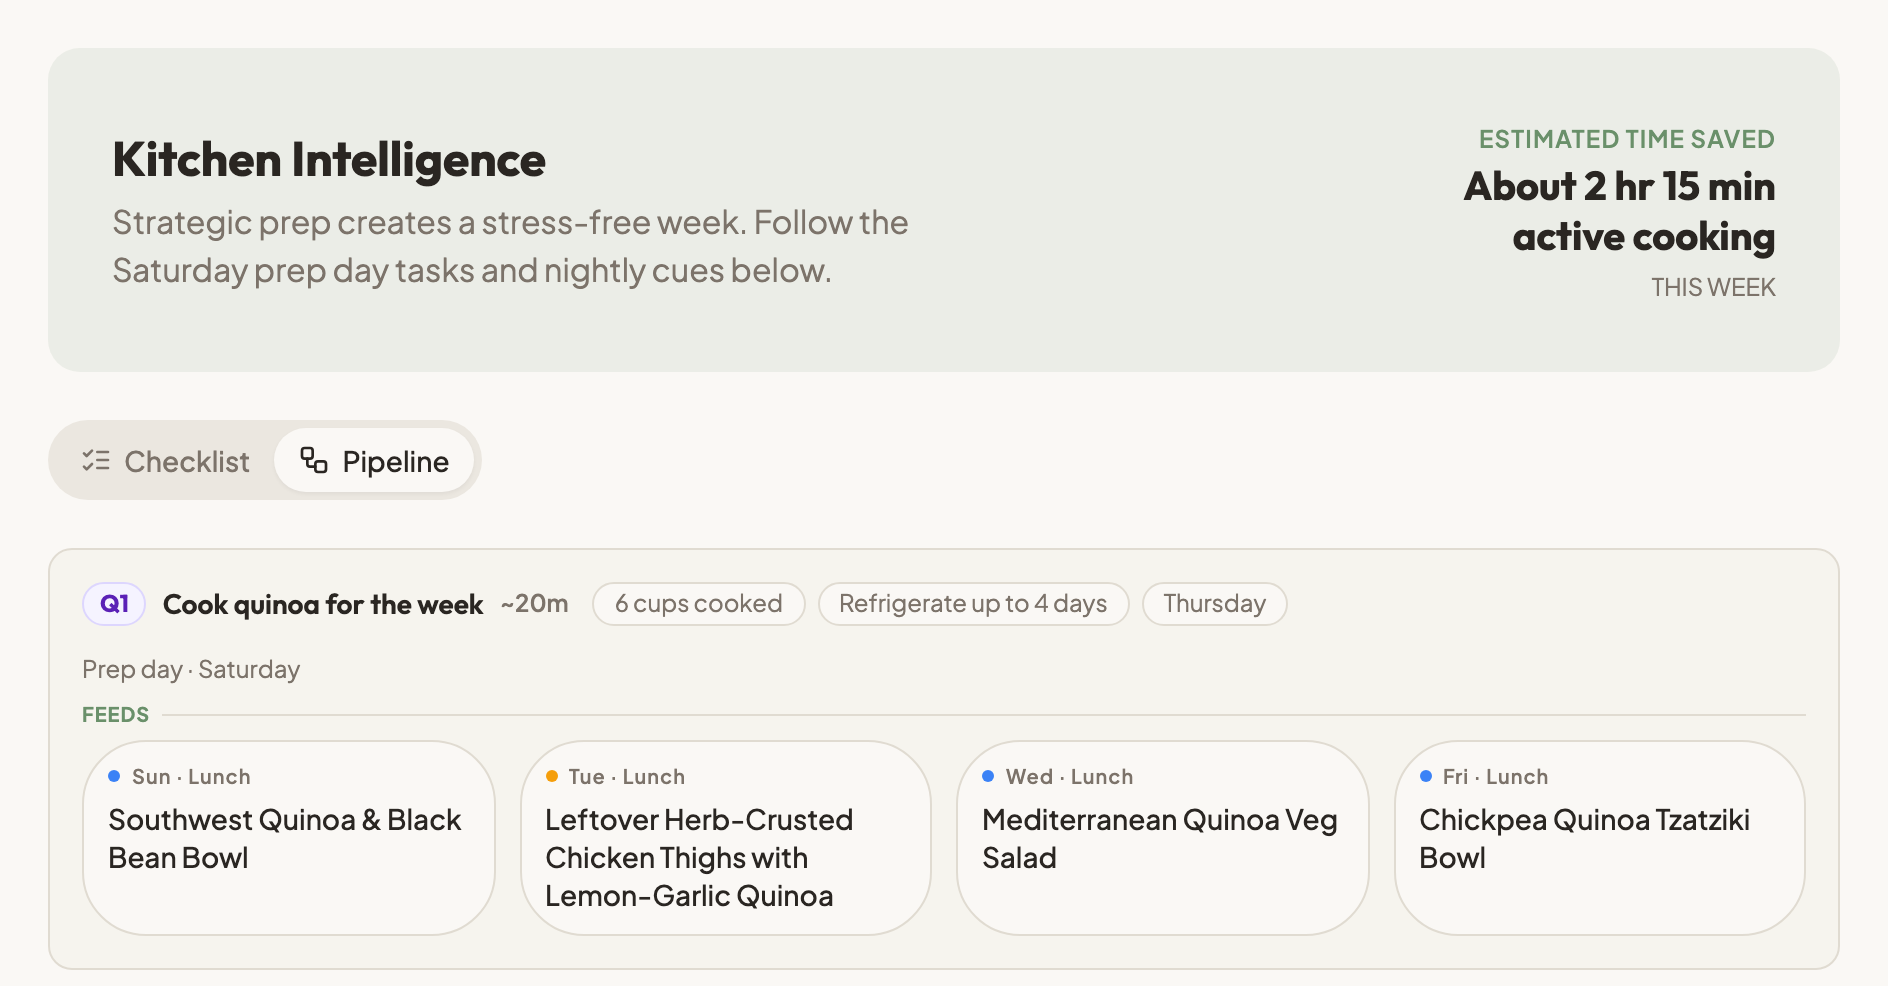 Kitchen Intelligence
Strategic prep creates a stress-free week. Follow the
Saturday prep day tasks and nightly cues below.
ESTIMATED TIME SAVED
About 2 hr 15 min
active cooking
THIS WEEK
Checklist
Pipeline
Q1 Cook quinoa for the week ~20m 6 cups cooked Refrigerate up to 4 days Thursday
Prep day · Saturday
FEEDS
Sun · Lunch
Southwest Quinoa & Black
Bean Bowl
Tue · Lunch
Leftover Herb-Crusted
Chicken Thighs with
Lemon-Garlic Quinoa
Wed · Lunch
Mediterranean Quinoa Veg
Salad
Fri · Lunch
Chickpea Quinoa Tzatziki
Bowl